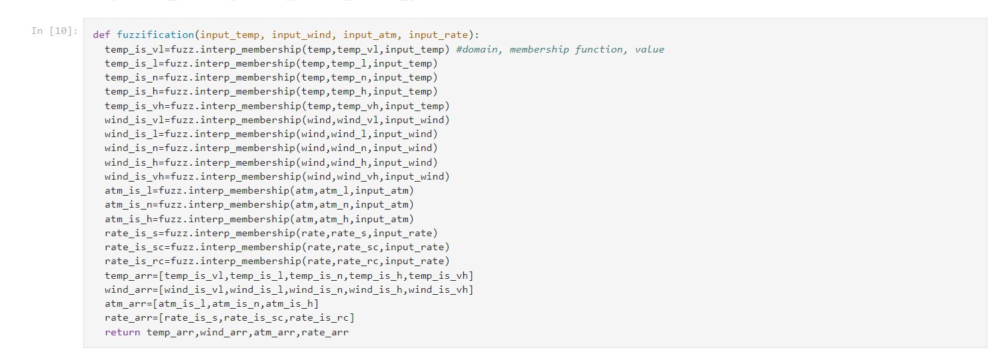 In [10]:
def fuzzification(input_temp, input_wind, input_atm, input_rate):
  temp_is_vl=fuzz.interp_membership(temp,temp_vl,input_temp) #domain, membership function, value
  temp_is_l=fuzz.interp_membership(temp,temp_l,input_temp)
  temp_is_n=fuzz.interp_membership(temp,temp_n,input_temp)
  temp_is_h=fuzz.interp_membership(temp,temp_h,input_temp)
  temp_is_vh=fuzz.interp_membership(temp,temp_vh,input_temp)
  wind_is_vl=fuzz.interp_membership(wind,wind_vl,input_wind)
  wind_is_l=fuzz.interp_membership(wind,wind_l,input_wind)
  wind_is_n=fuzz.interp_membership(wind,wind_n,input_wind)
  wind_is_h=fuzz.interp_membership(wind,wind_h,input_wind)
  wind_is_vh=fuzz.interp_membership(wind,wind_vh,input_wind)
  atm_is_l=fuzz.interp_membership(atm,atm_l,input_atm)
  atm_is_n=fuzz.interp_membership(atm,atm_n,input_atm)
  atm_is_h=fuzz.interp_membership(atm,atm_h,input_atm)
  rate_is_s=fuzz.interp_membership(rate,rate_s,input_rate)
  rate_is_sc=fuzz.interp_membership(rate,rate_sc,input_rate)
  rate_is_rc=fuzz.interp_membership(rate,rate_rc,input_rate)
  temp_arr=[temp_is_vl,temp_is_l,temp_is_n,temp_is_h,temp_is_vh]
  wind_arr=[wind_is_vl,wind_is_l,wind_is_n,wind_is_h,wind_is_vh]
  atm_arr=[atm_is_l,atm_is_n,atm_is_h]
  rate_arr=[rate_is_s,rate_is_sc,rate_is_rc]
  return temp_arr,wind_arr,atm_arr,rate_arr